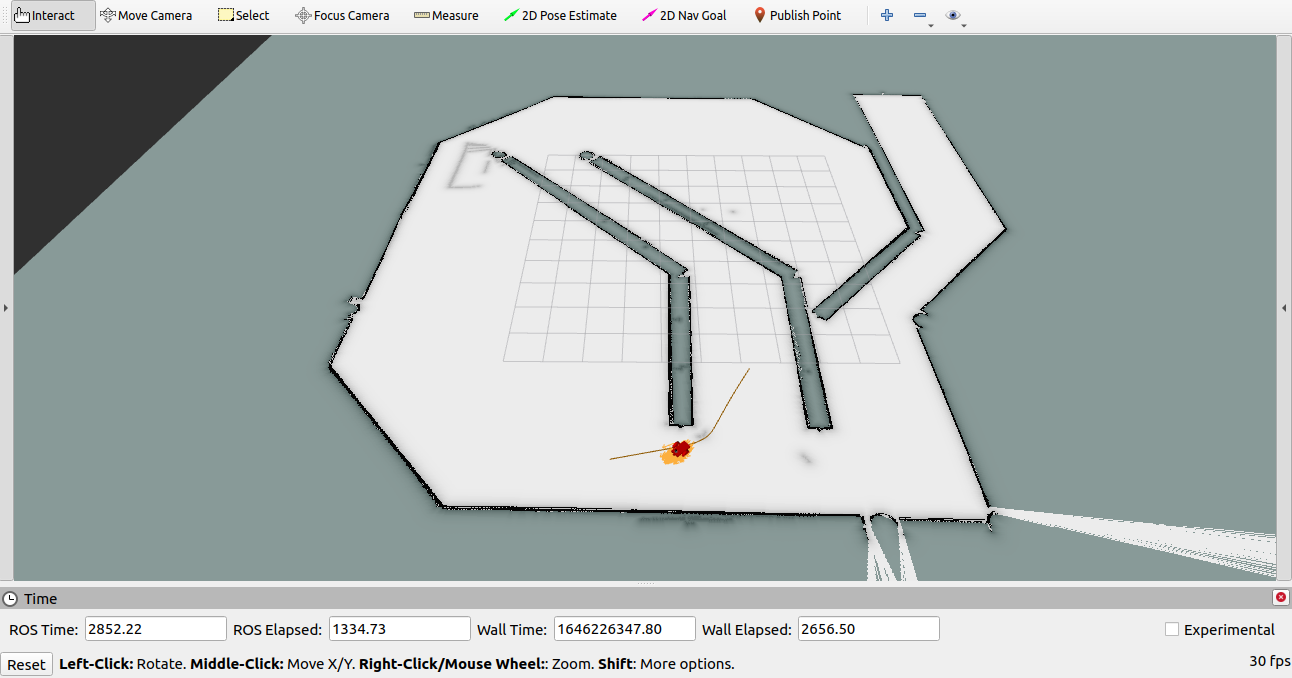 Interact Move Camera Select Focus Camera Measure 2D Pose Estimate 2D Nav Goal Publish Point
Time
ROS Time: 2852.22 ROS Elapsed: 1334.73 Wall Time: 1646226347.80 Wall Elapsed: 2656.50 Experimental
Reset Left-Click: Rotate. Middle-Click: Move X/Y. Right-Click/Mouse Wheel:: Zoom. Shift: More options. 30 fps